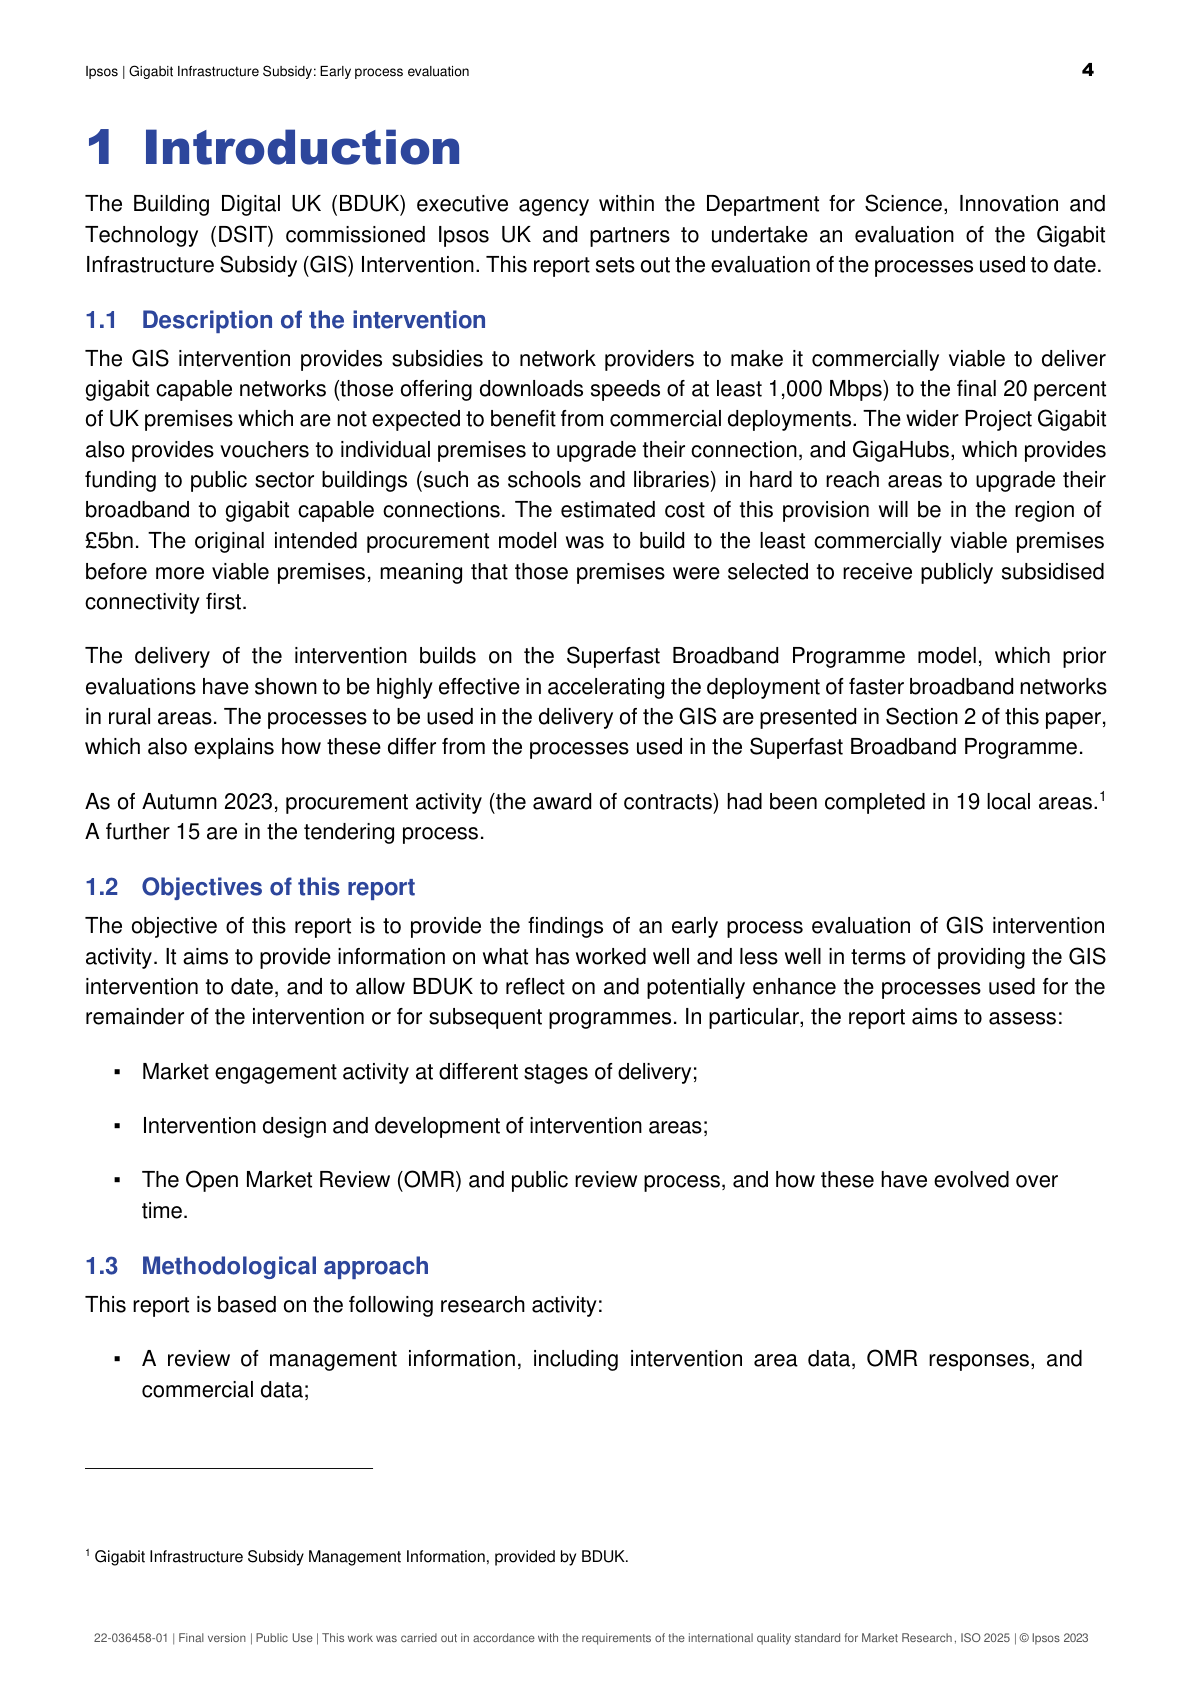 Ipsos | Gigabit Infrastructure Subsidy: Early process evaluation
4
1 Introduction
The Building Digital UK (BDUK) executive agency within the Department for Science, Innovation and
Technology (DSIT) commissioned Ipsos UK and partners to undertake an evaluation of the Gigabit
Infrastructure Subsidy (GIS) Intervention. This report sets out the evaluation of the processes used to date.
1.1 Description of the intervention
The GIS intervention provides subsidies to network providers to make it commercially viable to deliver
gigabit capable networks (those offering downloads speeds of at least 1,000 Mbps) to the final 20 percent
of UK premises which are not expected to benefit from commercial deployments. The wider Project Gigabit
also provides vouchers to individual premises to upgrade their connection, and GigaHubs, which provides
funding to public sector buildings (such as schools and libraries) in hard to reach areas to upgrade their
broadband to gigabit capable connections. The estimated cost of this provision will be in the region of
£5bn. The original intended procurement model was to build to the least commercially viable premises
before more viable premises, meaning that those premises were selected to receive publicly subsidised
connectivity first.
The delivery of the intervention builds on the Superfast Broadband Programme model, which prior
evaluations have shown to be highly effective in accelerating the deployment of faster broadband networks
in rural areas. The processes to be used in the delivery of the GIS are presented in Section 2 of this paper,
which also explains how these differ from the processes used in the Superfast Broadband Programme.
As of Autumn 2023, procurement activity (the award of contracts) had been completed in 19 local areas.¹
A further 15 are in the tendering process.
1.2 Objectives of this report
The objective of this report is to provide the findings of an early process evaluation of GIS intervention
activity. It aims to provide information on what has worked well and less well in terms of providing the GIS
intervention to date, and to allow BDUK to reflect on and potentially enhance the processes used for the
remainder of the intervention or for subsequent programmes. In particular, the report aims to assess:
▪ Market engagement activity at different stages of delivery;
▪ Intervention design and development of intervention areas;
▪ The Open Market Review (OMR) and public review process, and how these have evolved over
time.
1.3 Methodological approach
This report is based on the following research activity:
▪ A review of management information, including intervention area data, OMR responses, and
commercial data;
¹ Gigabit Infrastructure Subsidy Management Information, provided by BDUK.
22-036458-01 | Final version | Public Use | This work was carried out in accordance with the requirements of the international quality standard for Market Research, ISO 2025 | © Ipsos 2023